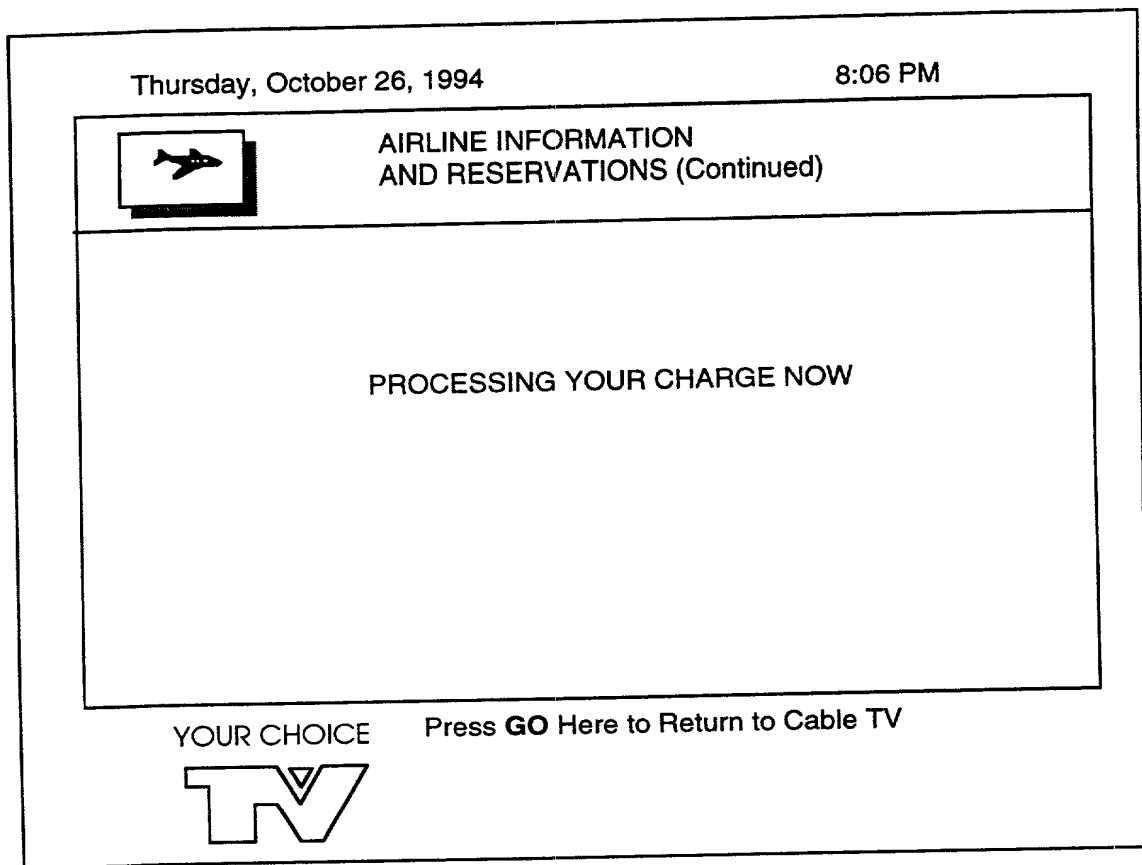 Thursday, October 26, 1994 8:06 PM
AIRLINE INFORMATION
AND RESERVATIONS (Continued)
PROCESSING YOUR CHARGE NOW
YOUR CHOICE Press GO Here to Return to Cable TV
TV